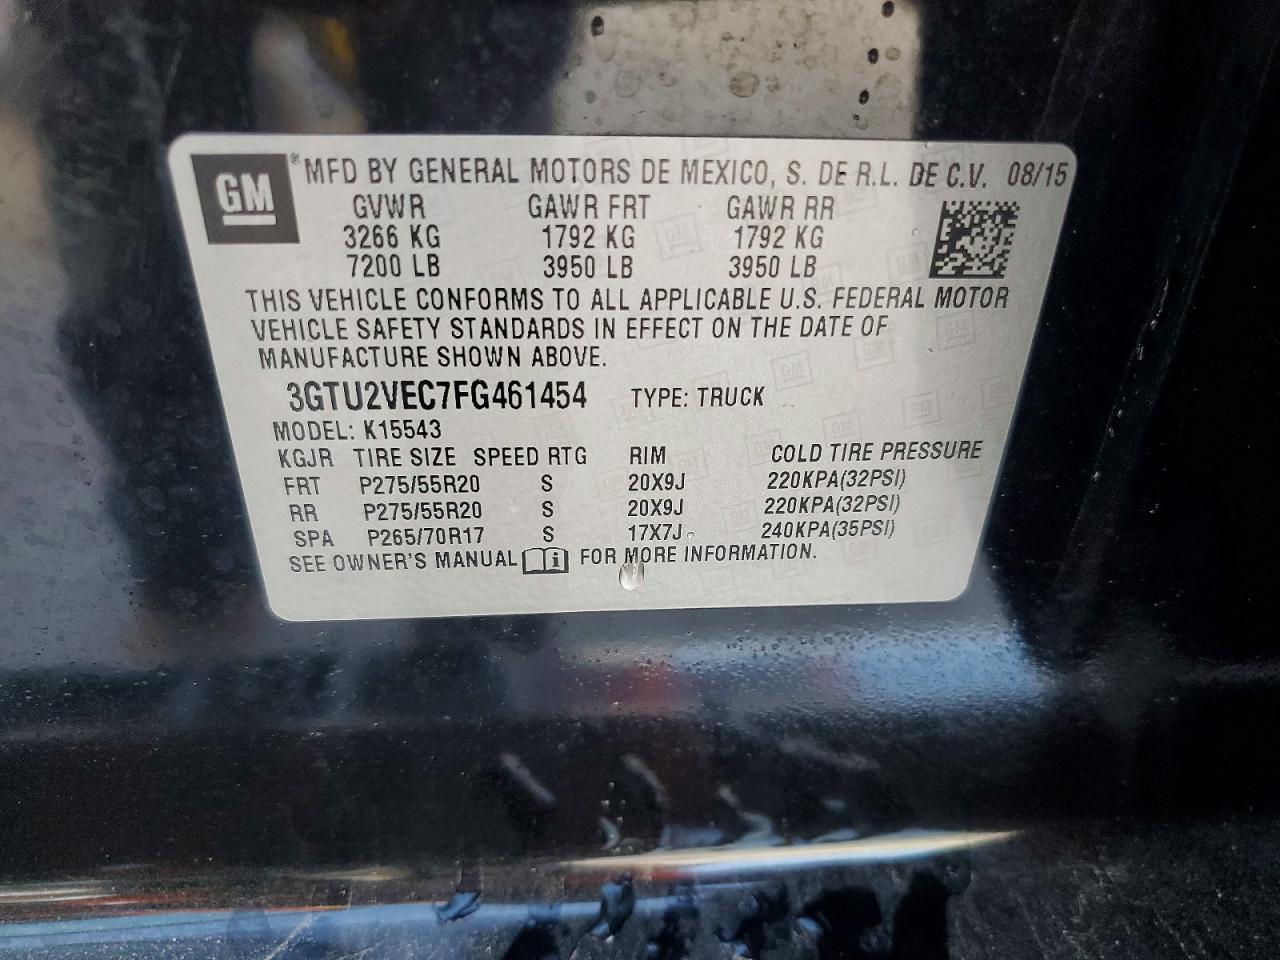 GM ® MFD BY GENERAL MOTORS DE MEXICO, S. DE R.L. DE C.V. 08/15
GVWR GAWR FRT GAWR RR
3266 KG 1792 KG 1792 KG
7200 LB 3950 LB 3950 LB
THIS VEHICLE CONFORMS TO ALL APPLICABLE U.S. FEDERAL MOTOR
VEHICLE SAFETY STANDARDS IN EFFECT ON THE DATE OF
MANUFACTURE SHOWN ABOVE.
3GTU2VEC7FG461454 TYPE: TRUCK
MODEL: K15543
KGJR TIRE SIZE SPEED RTG RIM COLD TIRE PRESSURE
FRT P275/55R20 S 20X9J 220KPA(32PSI)
RR P275/55R20 S 20X9J 220KPA(32PSI)
SPA P265/70R17 S 17X7J 240KPA(35PSI)
SEE OWNER'S MANUAL i FOR MORE INFORMATION.